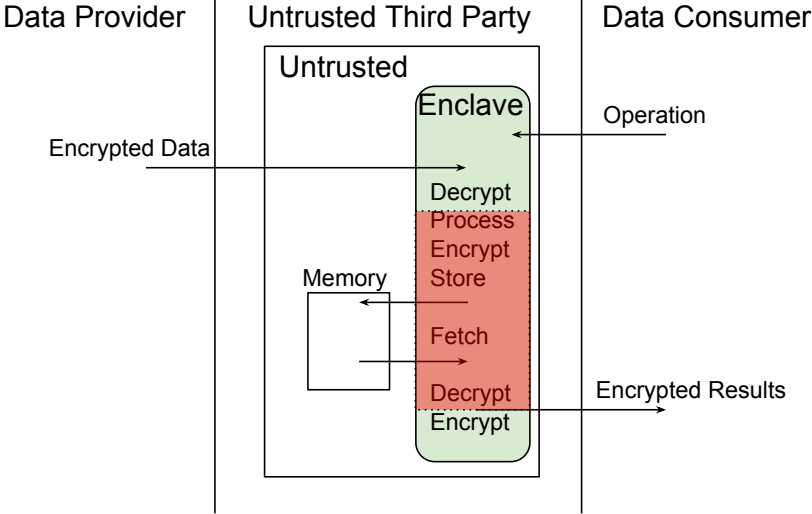 Data Provider
Untrusted Third Party
Data Consumer
Untrusted
Enclave
Operation
Encrypted Data
Decrypt
Process
Encrypt
Memory
Store
Fetch
Decrypt
Encrypted Results
Encrypt